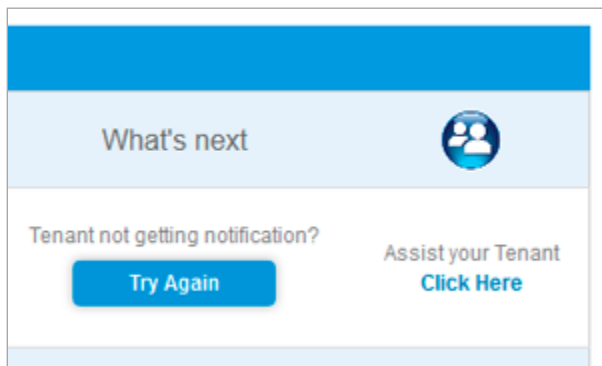 What's next
Tenant not getting notification?
Try Again
Assist your Tenant
Click Here